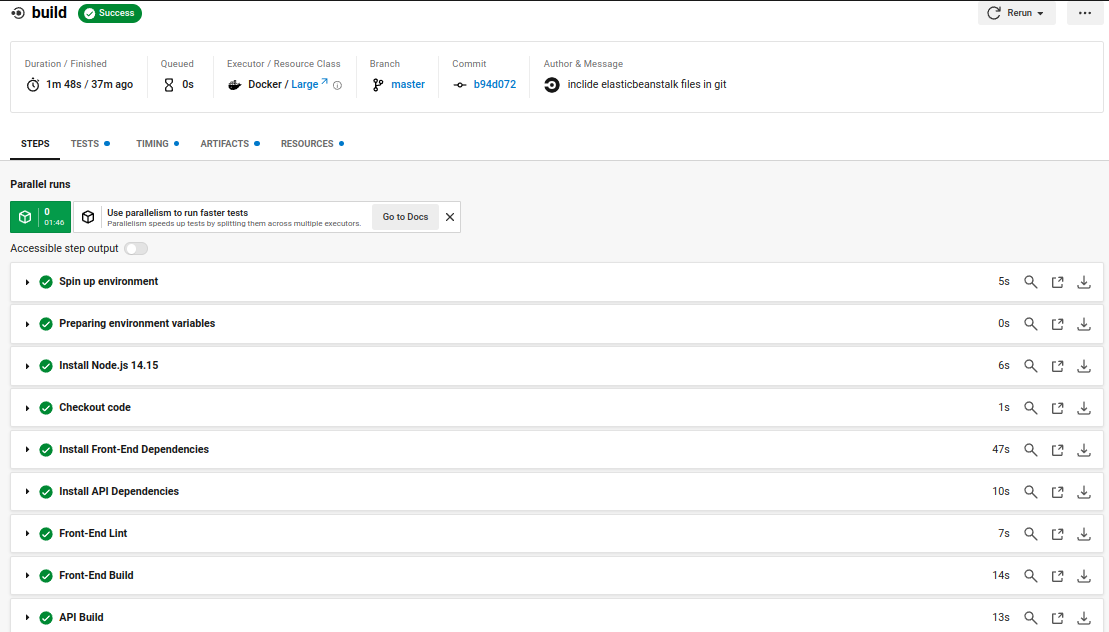 build Success
Rerun
Duration / Finished Queued Executor / Resource Class Branch Commit Author & Message
1m 48s / 37m ago 0s Docker / Large master b94d072 inclide elasticbeanstalk files in git
STEPS TESTS TIMING ARTIFACTS RESOURCES
Parallel runs
0
01:46
Use parallelism to run faster tests
Parallelism speeds up tests by splitting them across multiple executors.
Go to Docs
Accessible step output
Spin up environment 5s
Preparing environment variables 0s
Install Node.js 14.15 6s
Checkout code 1s
Install Front-End Dependencies 47s
Install API Dependencies 10s
Front-End Lint 7s
Front-End Build 14s
API Build 13s